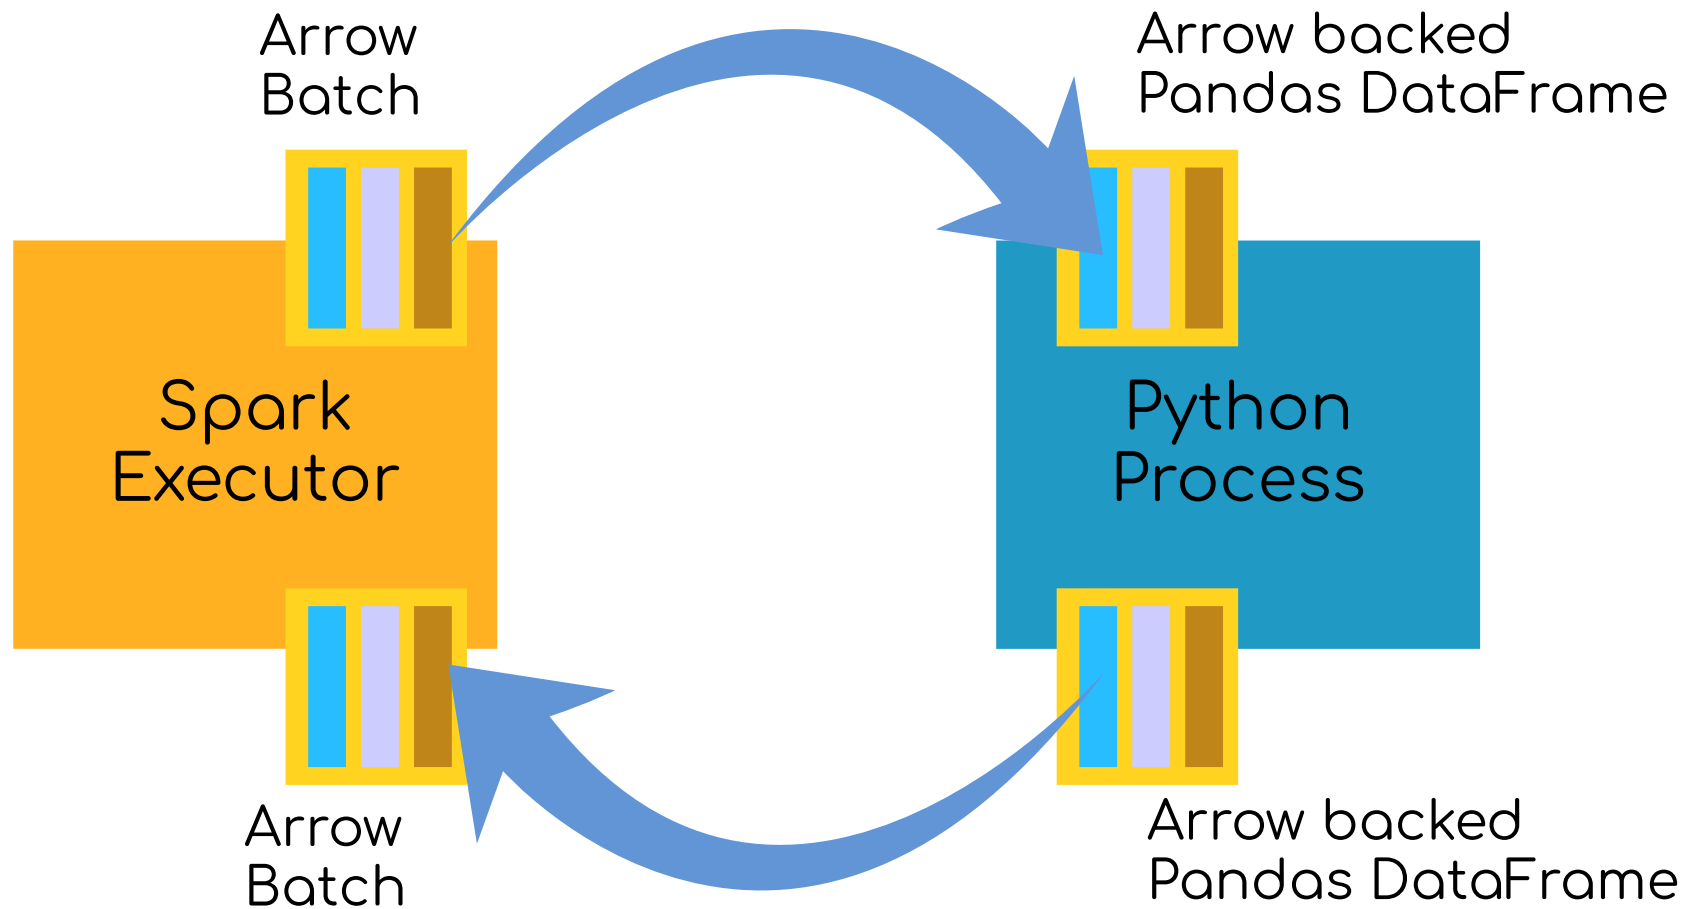 Arrow
Batch
Arrow backed
Pandas DataFrame
Spark
Executor
Python
Process
Arrow
Batch
Arrow backed
Pandas DataFrame